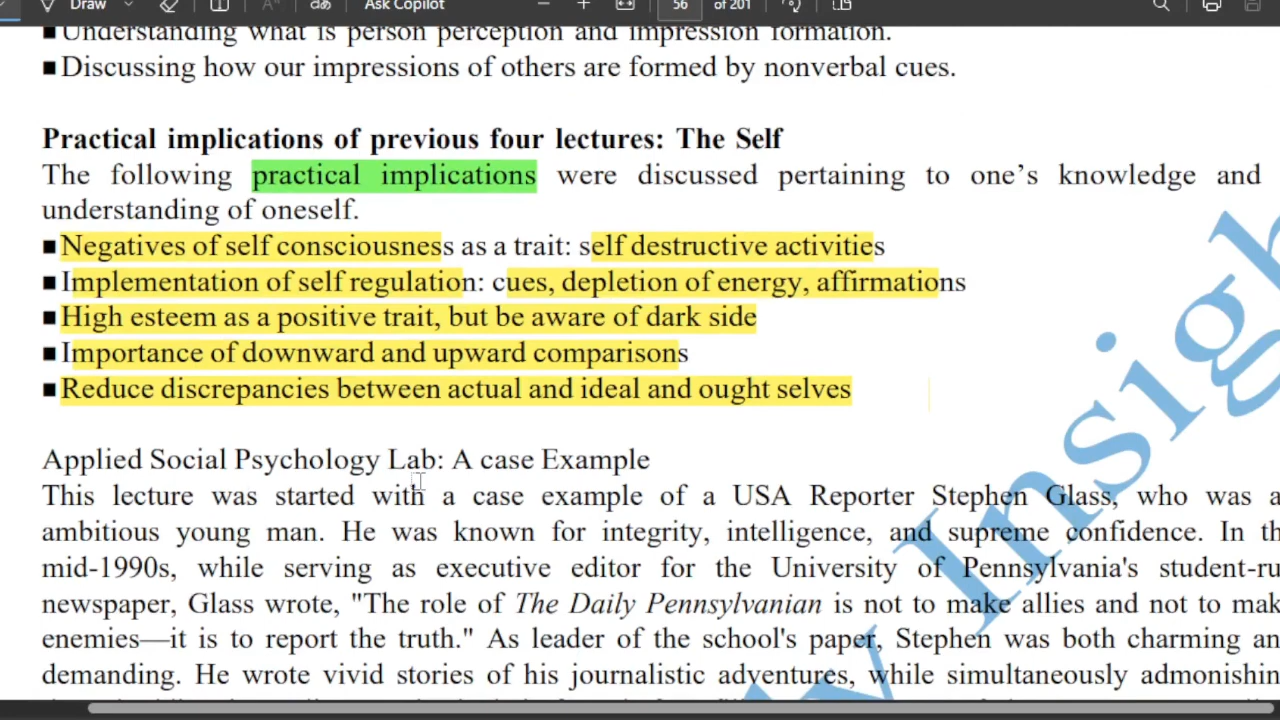 Draw
Ask Copilot
56 of 201
■Understanding what is person perception and impression formation.
■Discussing how our impressions of others are formed by nonverbal cues.
Practical implications of previous four lectures: The Self
The following practical implications were discussed pertaining to one’s knowledge and
understanding of oneself.
■Negatives of self consciousness as a trait: self destructive activities
■Implementation of self regulation: cues, depletion of energy, affirmations
■High esteem as a positive trait, but be aware of dark side
■Importance of downward and upward comparisons
■Reduce discrepancies between actual and ideal and ought selves
Applied Social Psychology Lab: A case Example
This lecture was started with a case example of a USA Reporter Stephen Glass, who was a
ambitious young man. He was known for integrity, intelligence, and supreme confidence. In th
mid-1990s, while serving as executive editor for the University of Pennsylvania's student-ru
newspaper, Glass wrote, "The role of The Daily Pennsylvanian is not to make allies and not to mak
enemies—it is to report the truth." As leader of the school's paper, Stephen was both charming an
demanding. He wrote vivid stories of his journalistic adventures, while simultaneously admonishin
y Insigh